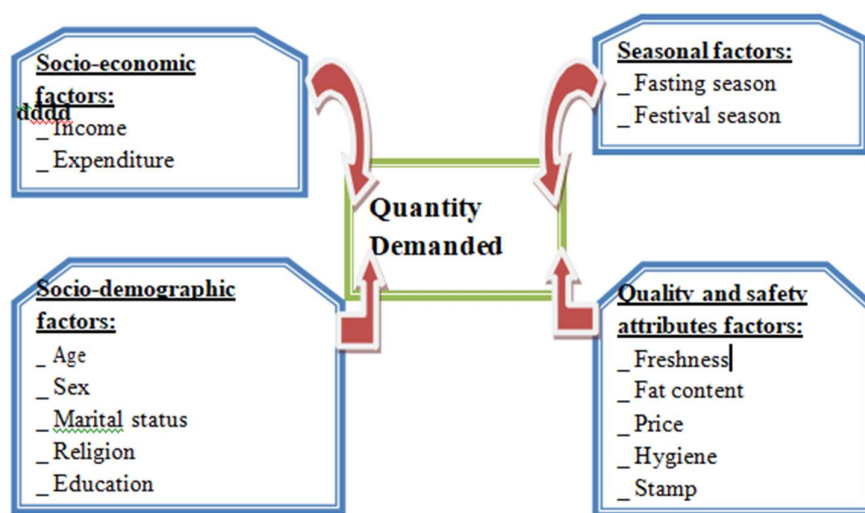 Socio-economic
factors:
dddd
_ Income
_ Expenditure
Seasonal factors:
_ Fasting season
_ Festival season
Quantity
Demanded
Socio-demographic
factors:
_ Age
_ Sex
_ Marital status
_ Religion
_ Education
Quality and safety
attributes factors:
_ Freshness
_ Fat content
_ Price
_ Hygiene
_ Stamp